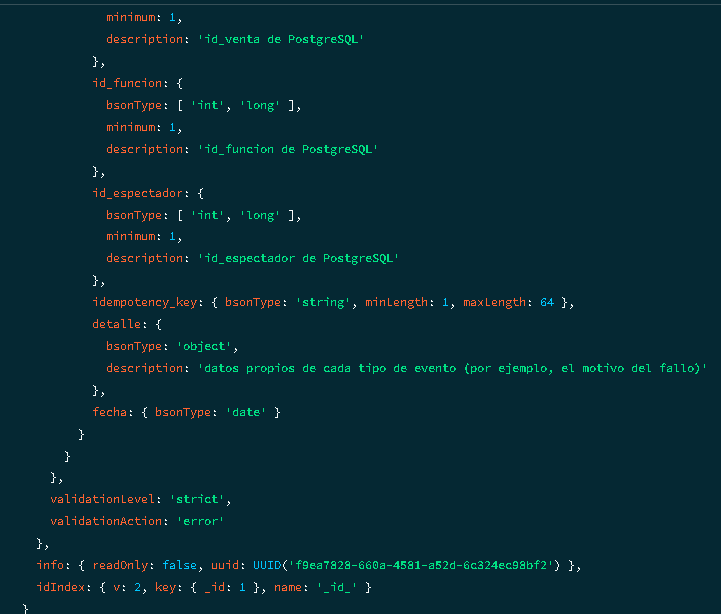 minimum: 1,
description: 'id_venta de PostgreSQL'
},
id_funcion: {
bsonType: [ 'int', 'long' ],
minimum: 1,
description: 'id_funcion de PostgreSQL'
},
id_espectador: {
bsonType: [ 'int', 'long' ],
minimum: 1,
description: 'id_espectador de PostgreSQL'
},
idempotency_key: { bsonType: 'string', minLength: 1, maxLength: 64 },
detalle: {
bsonType: 'object',
description: 'datos propios de cada tipo de evento (por ejemplo, el motivo del fallo)'
},
fecha: { bsonType: 'date' }
}
}
},
validationLevel: 'strict',
validationAction: 'error'
},
info: { readOnly: false, uuid: UUID('f9ea7828-660a-4581-a52d-6c324ec98bf2') },
idIndex: { v: 2, key: { _id: 1 }, name: '_id_' }
}